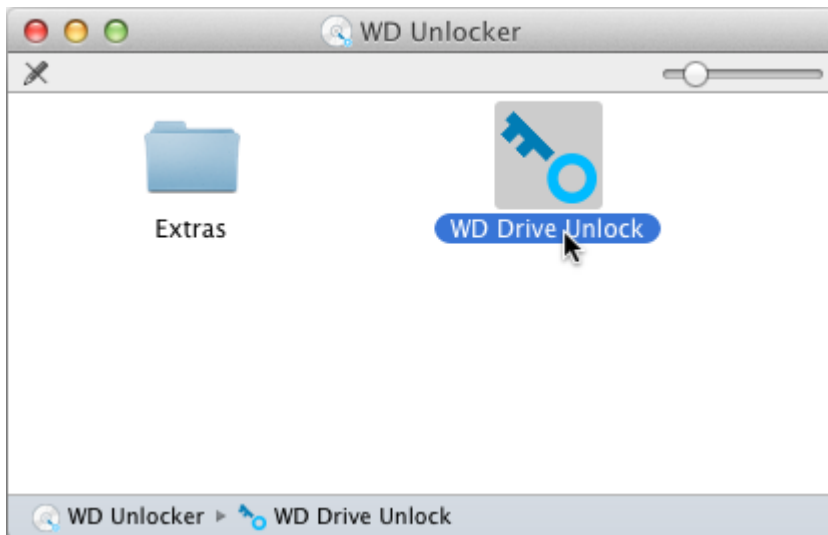 WD Unlocker
Extras
WD Drive Unlock
WD Unlocker ▸ WD Drive Unlock